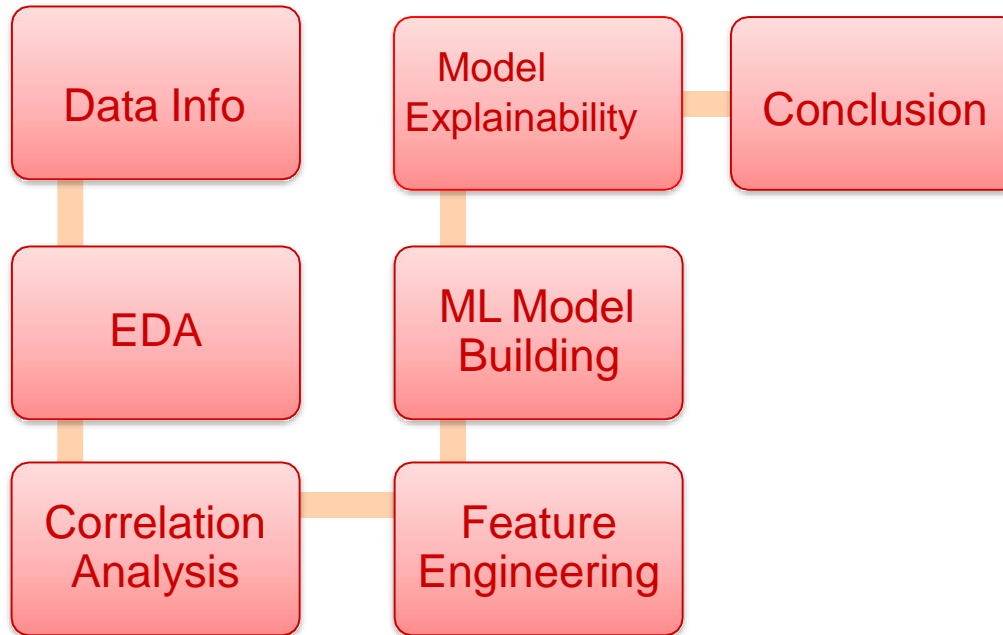 Data Info
EDA
Correlation
Analysis
Feature
Engineering
ML Model
Building
Model
Explainability
Conclusion